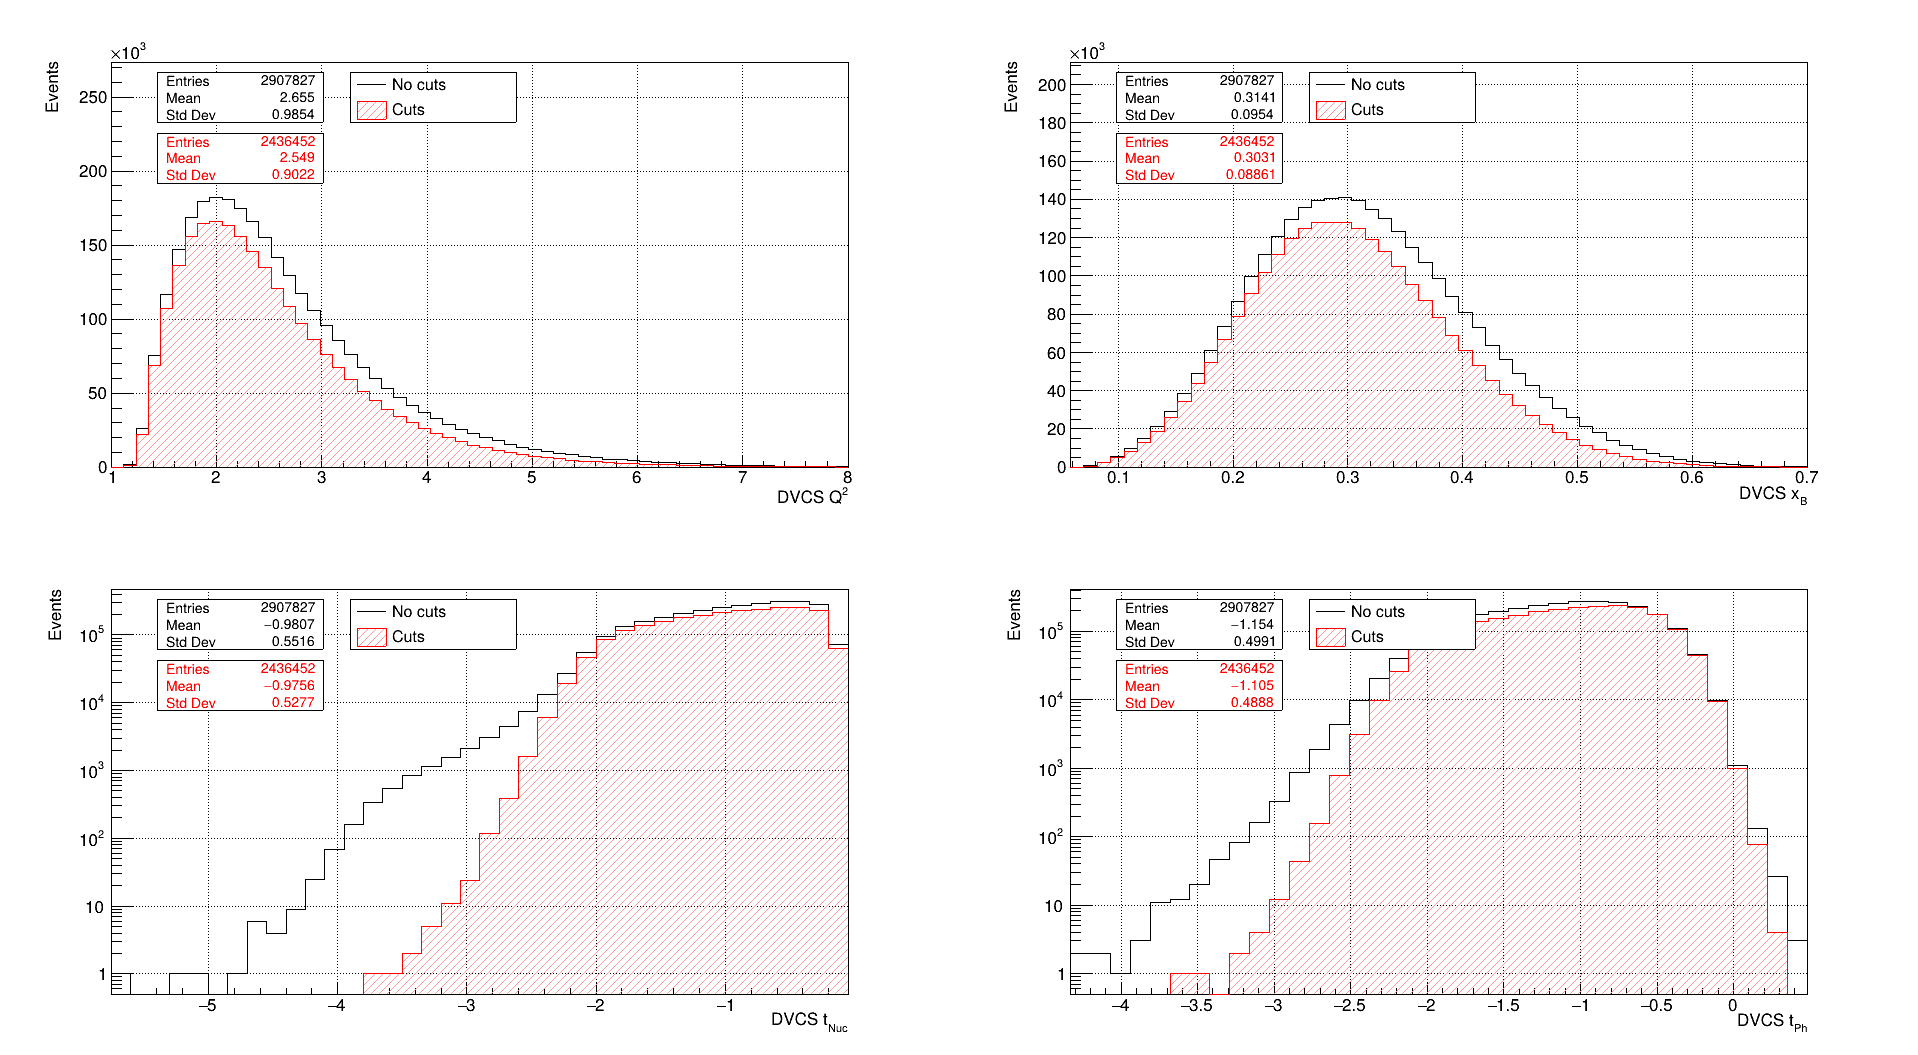 ×10³
Events
Entries 2907827
Mean 2.655
Std Dev 0.9854
Entries 2436452
Mean 2.549
Std Dev 0.9022
No cuts
Cuts
250
200
150
100
50
0
1 2 3 4 5 6 7 8
DVCS Q²
×10³
Events
Entries 2907827
Mean 0.3141
Std Dev 0.0954
Entries 2436452
Mean 0.3031
Std Dev 0.08861
No cuts
Cuts
200
180
160
140
120
100
80
60
40
20
0
0.1 0.2 0.3 0.4 0.5 0.6 0.7
DVCS x_B
Events
Entries 2907827
Mean −0.9807
Std Dev 0.5516
Entries 2436452
Mean −0.9756
Std Dev 0.5277
No cuts
Cuts
10⁵
10⁴
10³
10²
10
1
−5 −4 −3 −2 −1
DVCS t_Nuc
Events
Entries 2907827
Mean −1.154
Std Dev 0.4991
Entries 2436452
Mean −1.105
Std Dev 0.4888
No cuts
Cuts
10⁵
10⁴
10³
10²
10
1
−4 −3.5 −3 −2.5 −2 −1.5 −1 −0.5 0
DVCS t_Ph